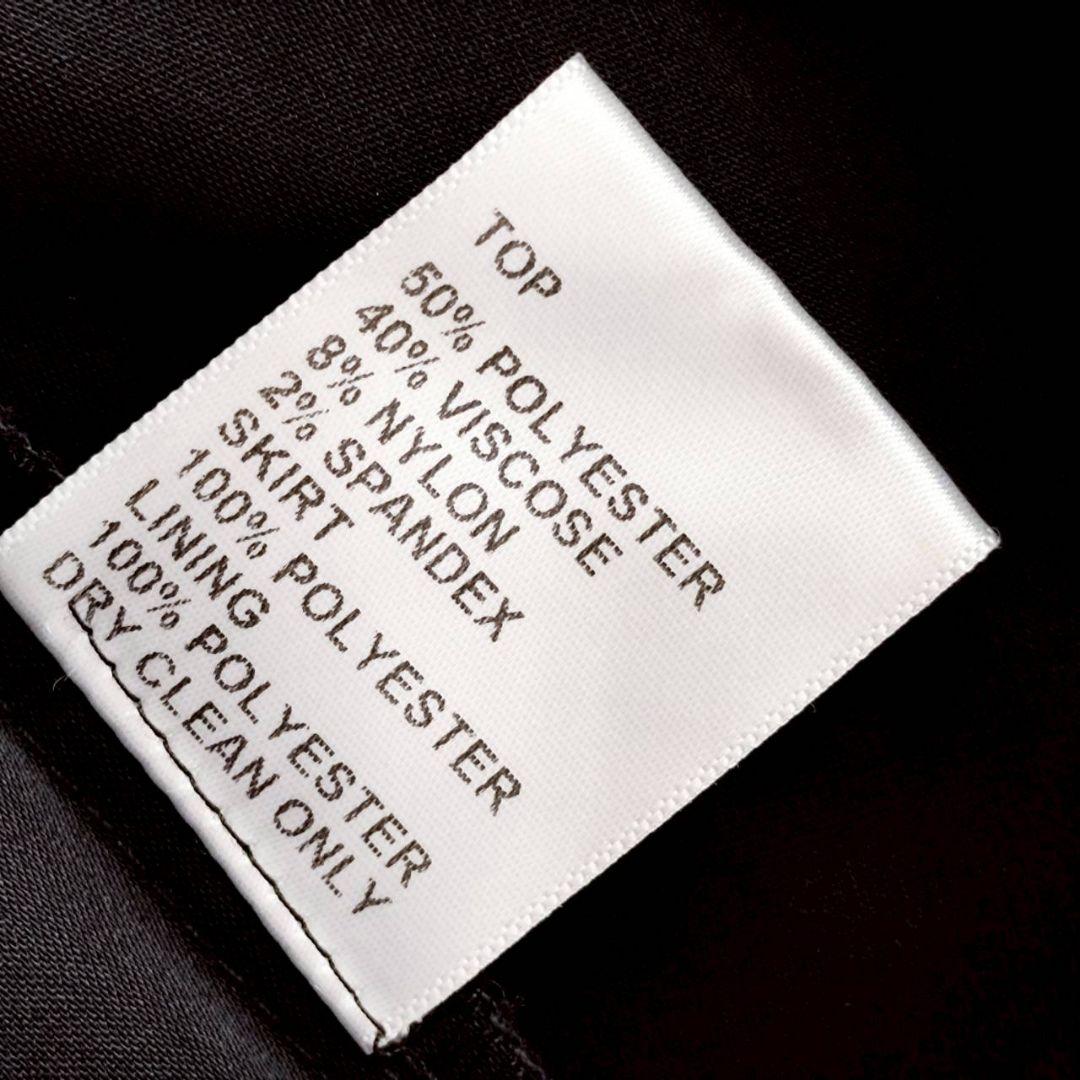 TOP
50% POLYESTER
40% VISCOSE
8% NYLON
2% SPANDEX
SKIRT
100% POLYESTER
LINING
100% POLYESTER
DRY CLEAN ONLY